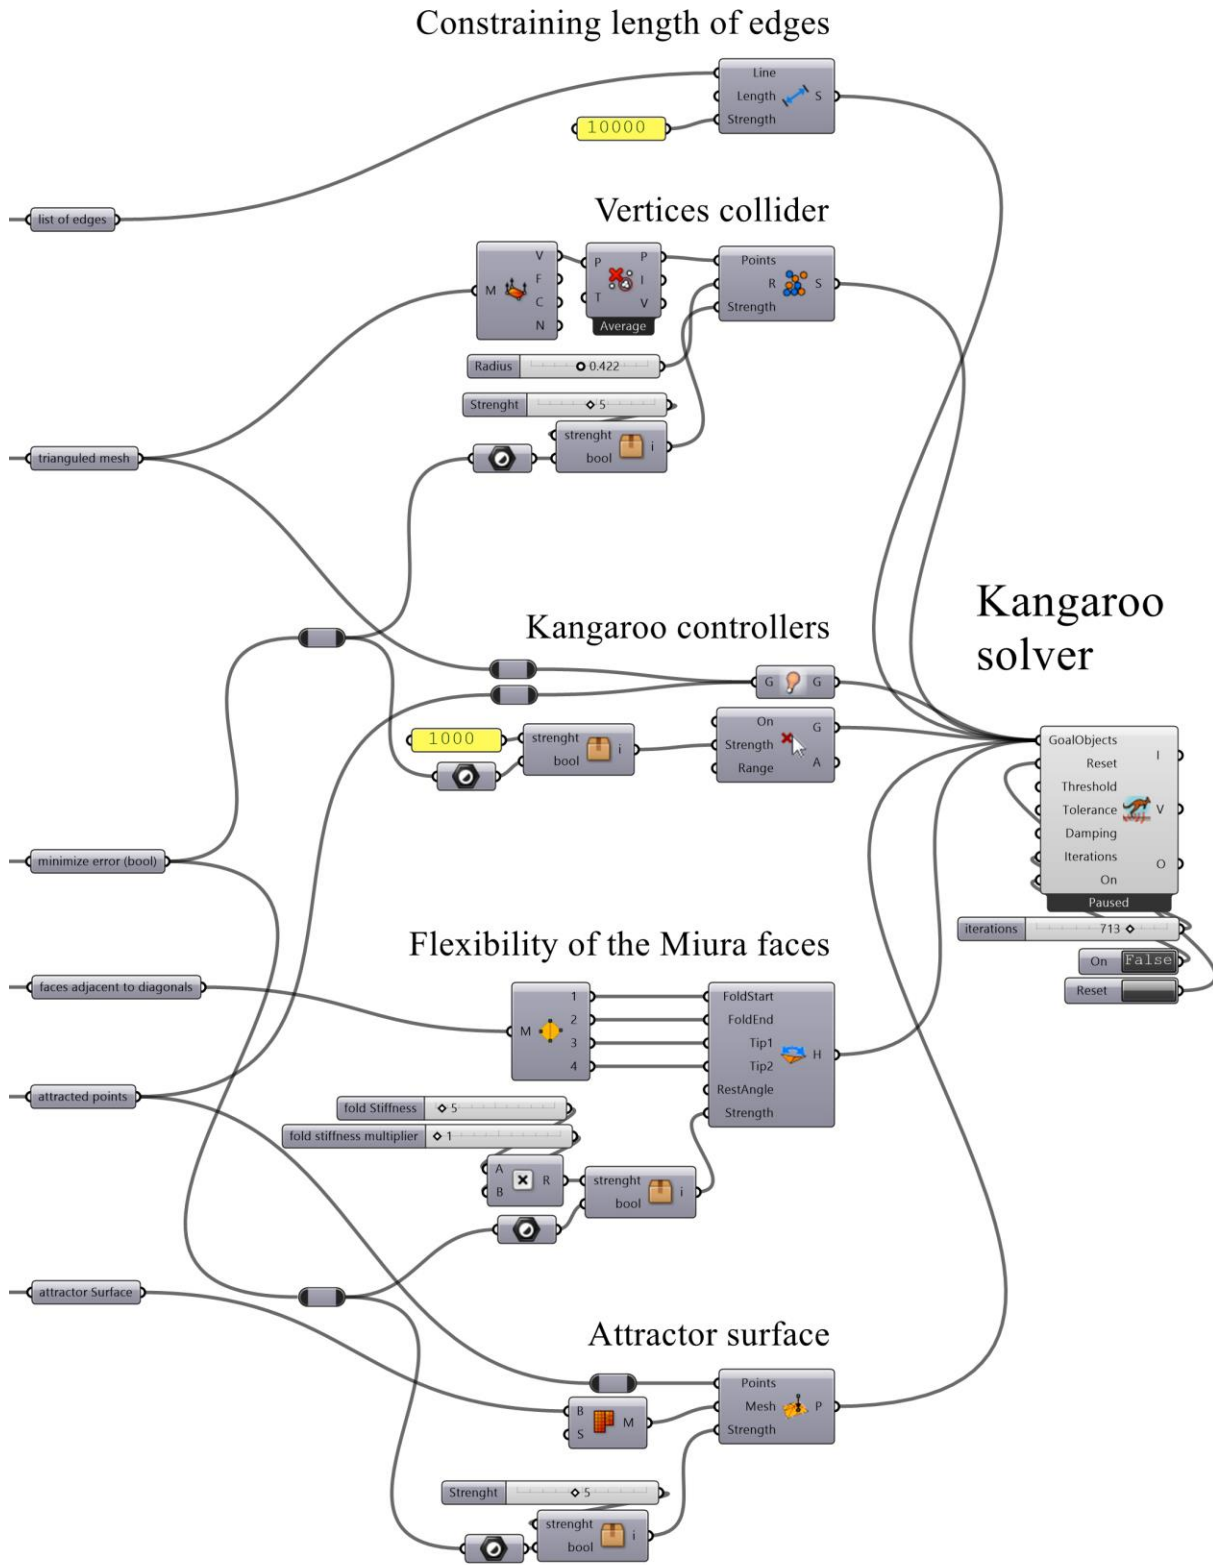 Constraining length of edges
Line
Length S
Strength
10000
list of edges
Vertices collider
V
F
M
C
N
P P
I
T V
Average
Points
R S
Strength
Radius 0.422
Strenght 5
strenght
i
bool
trianguled mesh
Kangaroo controllers
Kangaroo
solver
G G
On
G
Strength
Range A
1000
strenght
i
bool
GoalObjects
I
Reset
Threshold
Tolerance V
Damping
Iterations
O
On
Paused
iterations 713
On False
Reset
minimize error (bool)
Flexibility of the Miura faces
faces adjacent to diagonals
1
2
M
3
4
FoldStart
FoldEnd
Tip1
H
Tip2
RestAngle
Strength
attracted points
fold Stiffness 5
fold stiffness multiplier 1
A
R
B
strenght
i
bool
attractor Surface
Attractor surface
Points
Mesh P
Strength
B
M
S
Strenght 5
strenght
i
bool